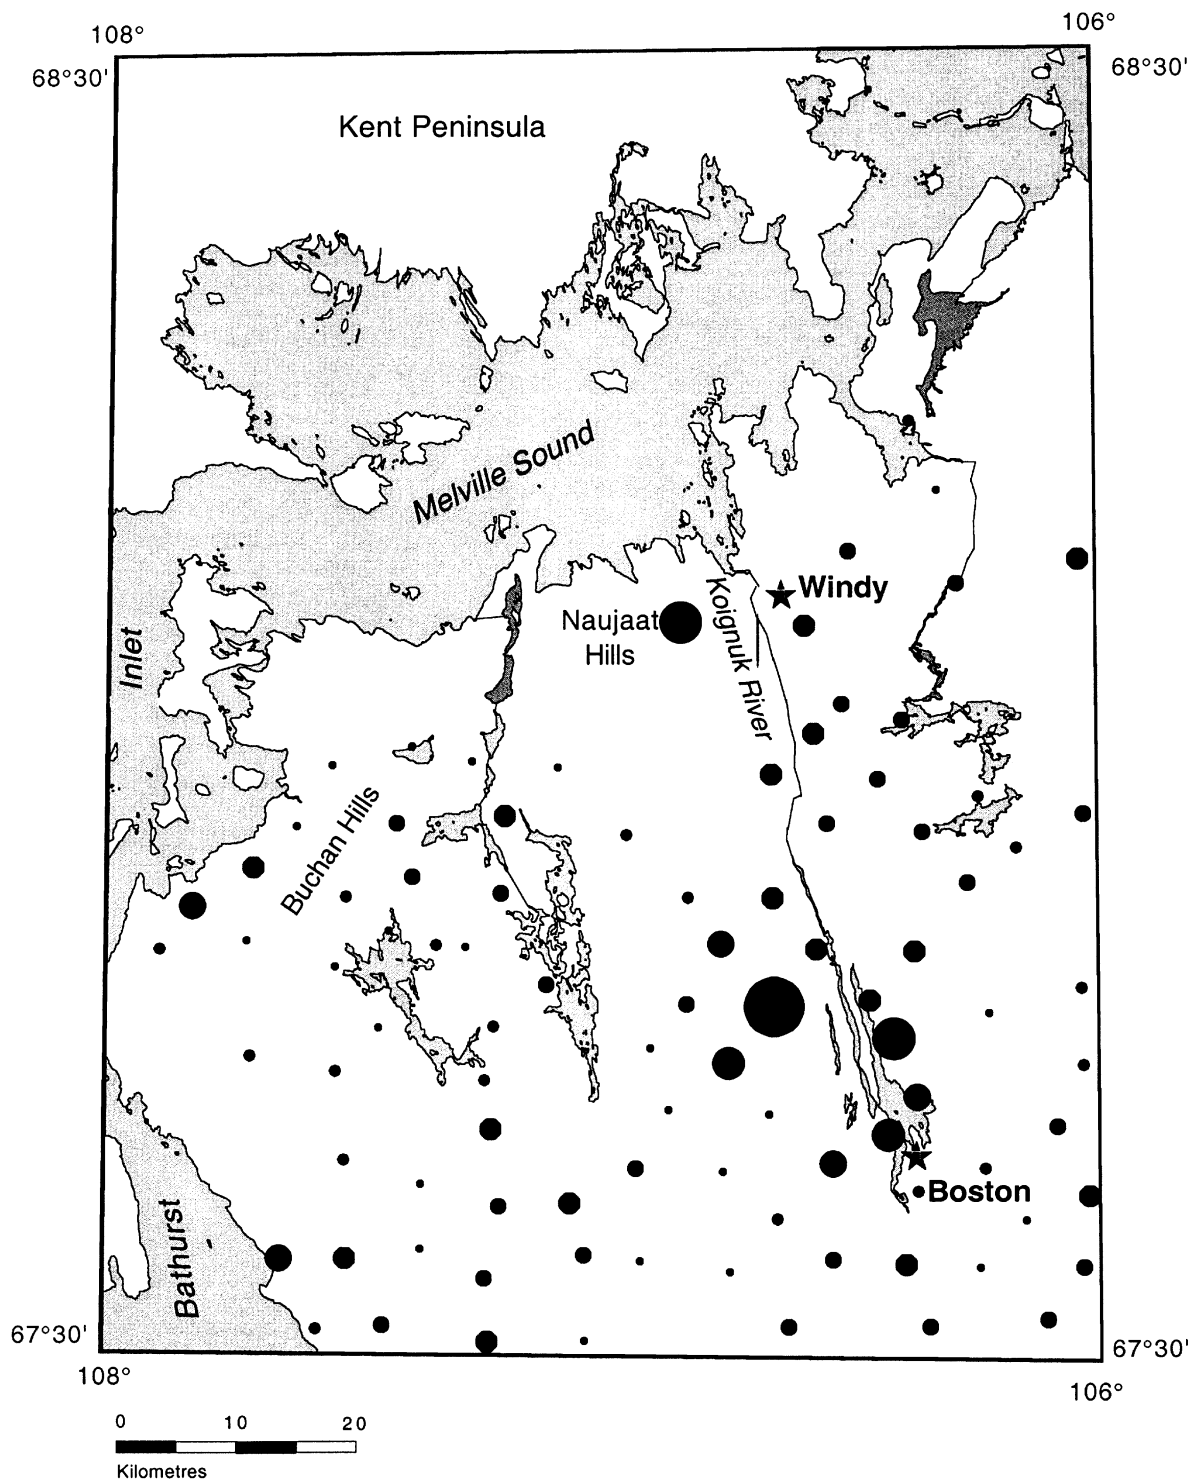 108°
106°
68°30'
68°30'
Kent Peninsula
Melville Sound
Windy
Naujaat
Hills
Koignuk River
Inlet
Buchan Hills
Boston
Bathurst
67°30'
67°30'
108°
106°
0 10 20
Kilometres